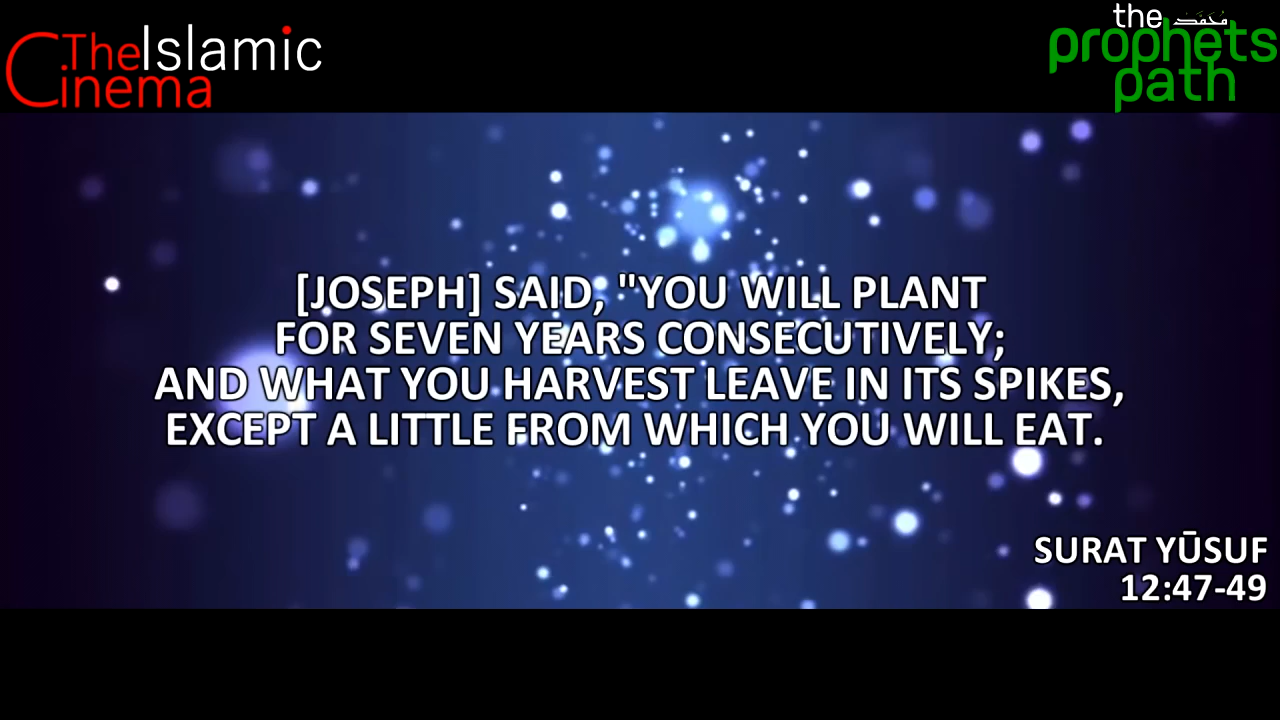 TheIslamic
Cinema
the محمد
prophets
path
[JOSEPH] SAID, "YOU WILL PLANT
FOR SEVEN YEARS CONSECUTIVELY;
AND WHAT YOU HARVEST LEAVE IN ITS SPIKES,
EXCEPT A LITTLE FROM WHICH YOU WILL EAT.
SURAT YŪSUF
12:47-49